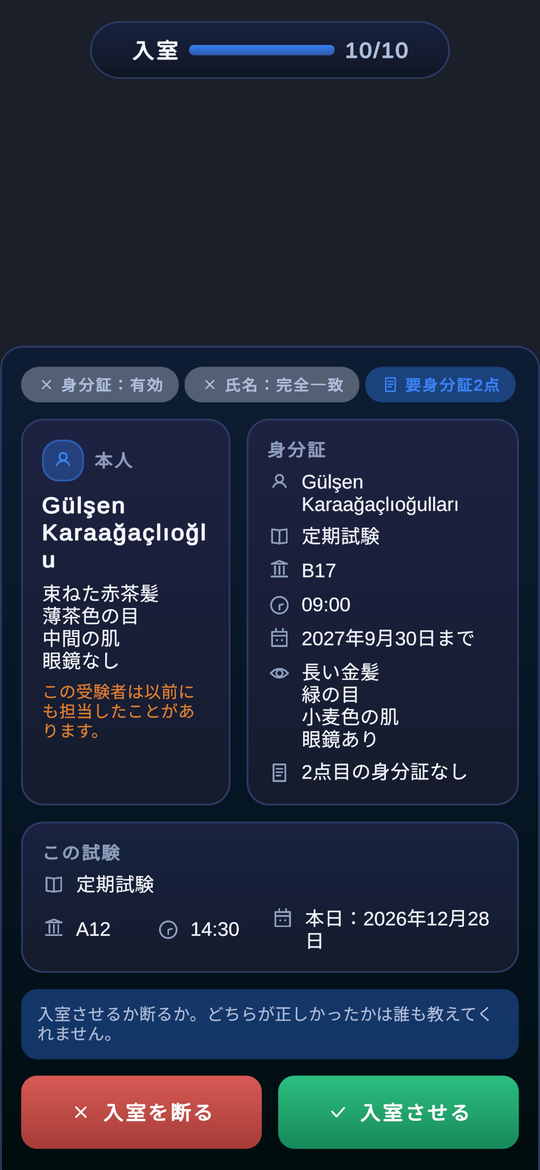 入室 10/10
身分証：有効 氏名：完全一致 要身分証2点
本人
Gülşen
Karaağaçlıoğl
u
束ねた赤茶髪
薄茶色の目
中間の肌
眼鏡なし
この受験者は以前に
も担当したことがあ
ります。
身分証
Gülşen
Karaağaçlıoğulları
定期試験
B17
09:00
2027年9月30日まで
長い金髪
緑の目
小麦色の肌
眼鏡あり
2点目の身分証なし
この試験
定期試験
A12 14:30 本日：2026年12月28
日
入室させるか断るか。どちらが正しかったかは誰も教えてく
れません。
入室を断る 入室させる